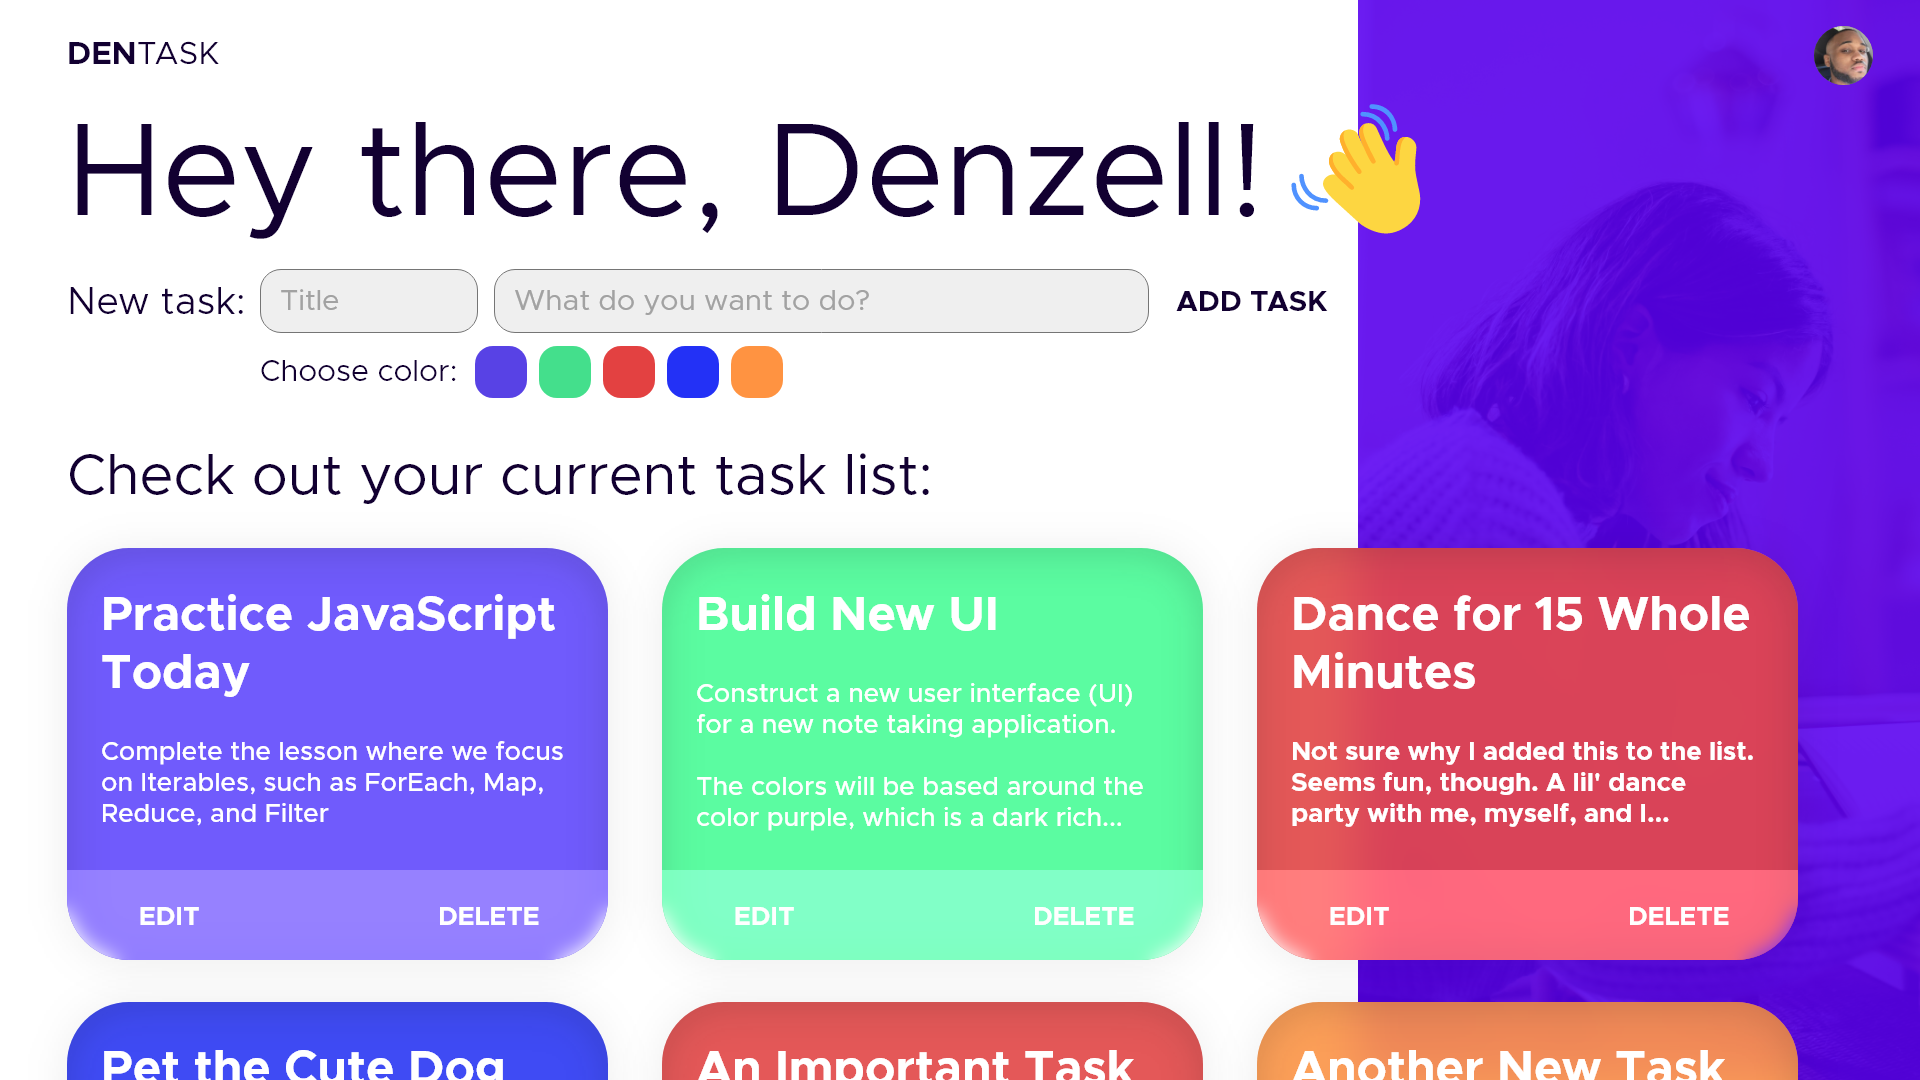 DENTASK
Hey there, Denzell!
New task:
Title
What do you want to do?
ADD TASK
Choose color:
Check out your current task list:
Practice JavaScript
Today
Complete the lesson where we focus
on Iterables, such as ForEach, Map,
Reduce, and Filter
EDIT
DELETE
Build New UI
Construct a new user interface (UI)
for a new note taking application.
The colors will be based around the
color purple, which is a dark rich...
EDIT
DELETE
Dance for 15 Whole
Minutes
Not sure why I added this to the list.
Seems fun, though. A lil' dance
party with me, myself, and I...
EDIT
DELETE
Pet the Cute Dog
An Important Task
Another New Task